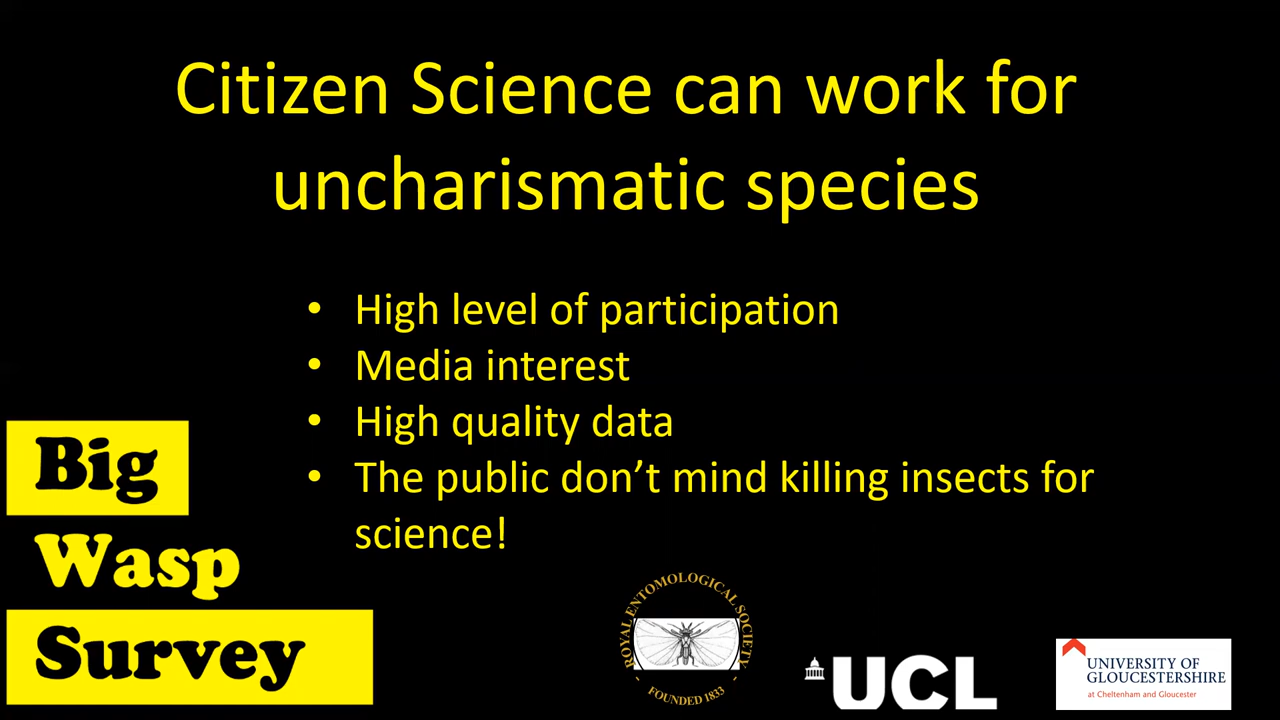 Citizen Science can work for
uncharismatic species
• High level of participation
• Media interest
• High quality data
• The public don’t mind killing insects for
science!
Big
Wasp
Survey
ROYAL ENTOMOLOGICAL SOCIETY
- FOUNDED 1833 -
UCL
UNIVERSITY OF
GLOUCESTERSHIRE
at Cheltenham and Gloucester